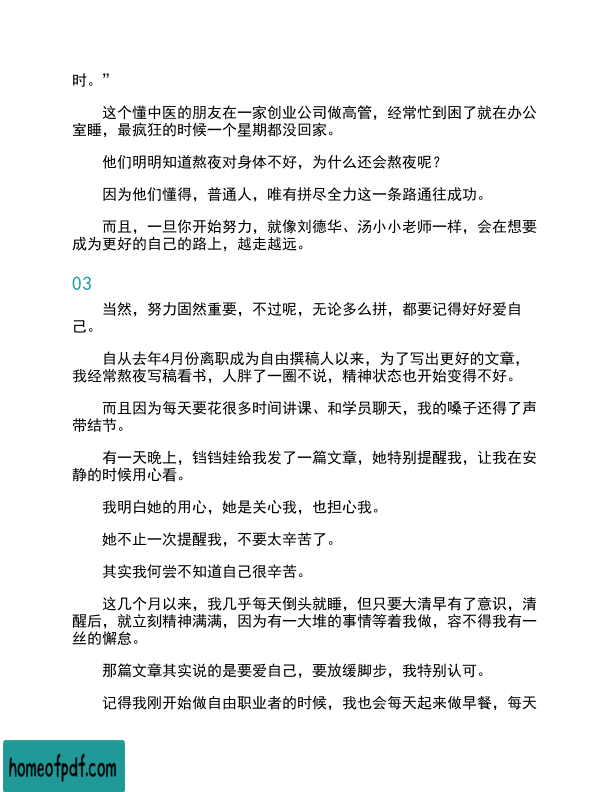 时。”
这个懂中医的朋友在一家创业公司做高管，经常忙到困了就在办公
室睡，最疯狂的时候一个星期都没回家。
他们明明知道熬夜对身体不好，为什么还会熬夜呢？
因为他们懂得，普通人，唯有拼尽全力这一条路通往成功。
而且，一旦你开始努力，就像刘德华、汤小小老师一样，会在想要
成为更好的自己的路上，越走越远。
03
当然，努力固然重要，不过呢，无论多么拼，都要记得好好爱自
己。
自从去年4月份离职成为自由撰稿人以来，为了写出更好的文章，
我经常熬夜写稿看书，人胖了一圈不说，精神状态也开始变得不好。
而且因为每天要花很多时间讲课、和学员聊天，我的嗓子还得了声
带结节。
有一天晚上，铛铛娃给我发了一篇文章，她特别提醒我，让我在安
静的时候用心看。
我明白她的用心，她是关心我，也担心我。
她不止一次提醒我，不要太辛苦了。
其实我何尝不知道自己很辛苦。
这几个月以来，我几乎每天倒头就睡，但只要大清早有了意识，清
醒后，就立刻精神满满，因为有一大堆的事情等着我做，容不得我有一
丝的懈怠。
那篇文章其实说的是要爱自己，要放缓脚步，我特别认可。
记得我刚开始做自由职业者的时候，我也会每天起来做早餐，每天
homeofpdf.com